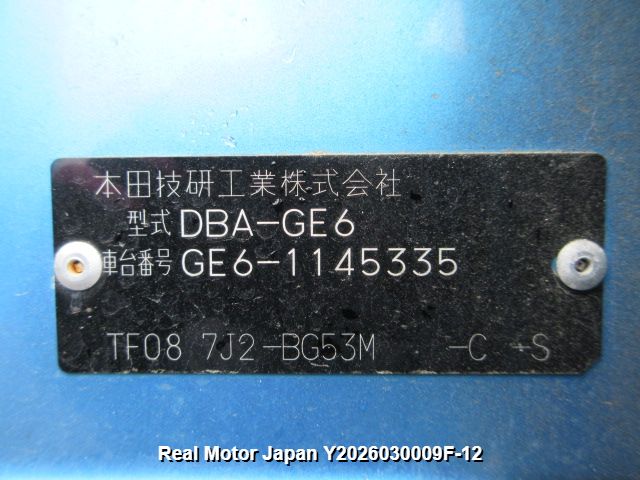 本田技研工業株式会社
型式 DBA-GE6
車台番号 GE6-1145335
TF08 7J2-BG53M -C -S
Real Motor Japan Y2026030009F-12